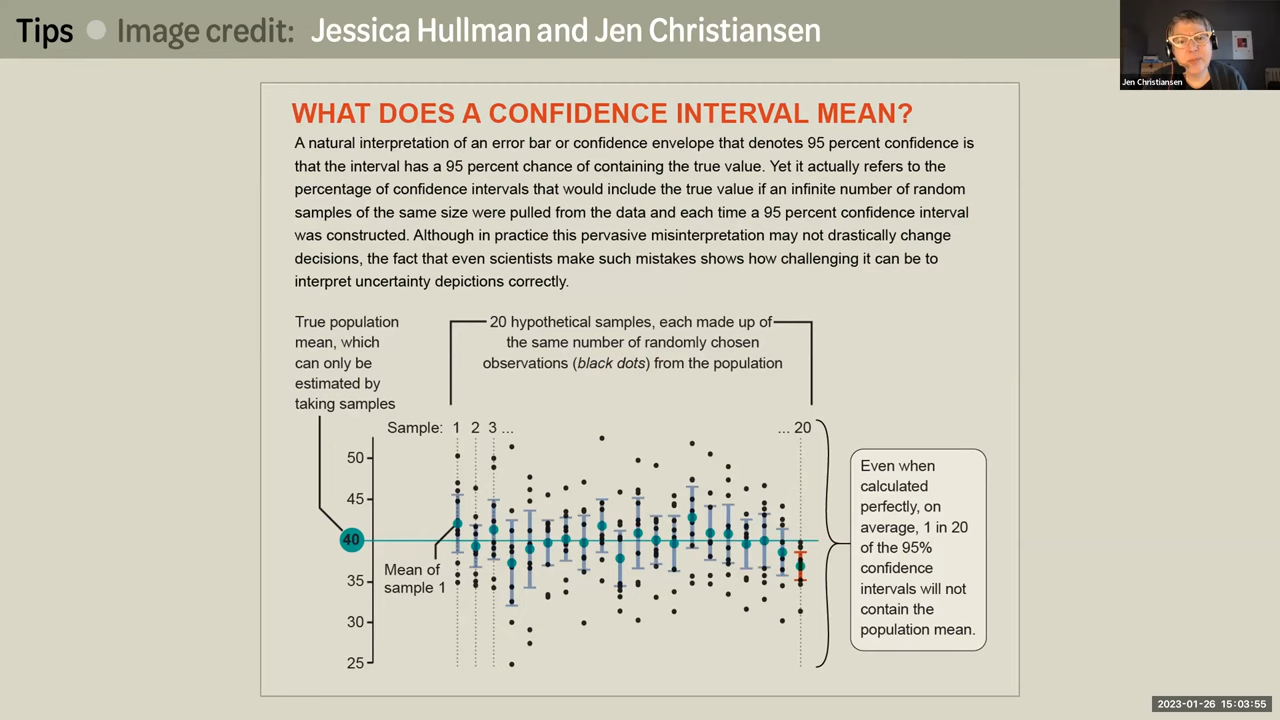 Tips Image credit: Jessica Hullman and Jen Christiansen
Jen Christiansen
WHAT DOES A CONFIDENCE INTERVAL MEAN?
A natural interpretation of an error bar or confidence envelope that denotes 95 percent confidence is
that the interval has a 95 percent chance of containing the true value. Yet it actually refers to the
percentage of confidence intervals that would include the true value if an infinite number of random
samples of the same size were pulled from the data and each time a 95 percent confidence interval
was constructed. Although in practice this pervasive misinterpretation may not drastically change
decisions, the fact that even scientists make such mistakes shows how challenging it can be to
interpret uncertainty depictions correctly.
True population
mean, which
can only be
estimated by
taking samples
20 hypothetical samples, each made up of
the same number of randomly chosen
observations (black dots) from the population
Sample: 1 2 3 ... ... 20
50
45
40
35
30
25
Mean of
sample 1
Even when
calculated
perfectly, on
average, 1 in 20
of the 95%
confidence
intervals will not
contain the
population mean.
2023-01-26 15:03:55